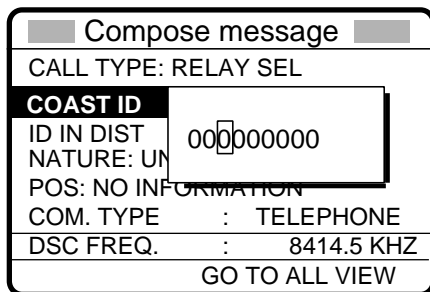 Compose message
CALL TYPE: RELAY SEL
COAST ID
000000000
ID IN DIST
NATURE: UN
POS: NO INFORMATION
COM. TYPE : TELEPHONE
DSC FREQ. : 8414.5 KHZ
GO TO ALL VIEW